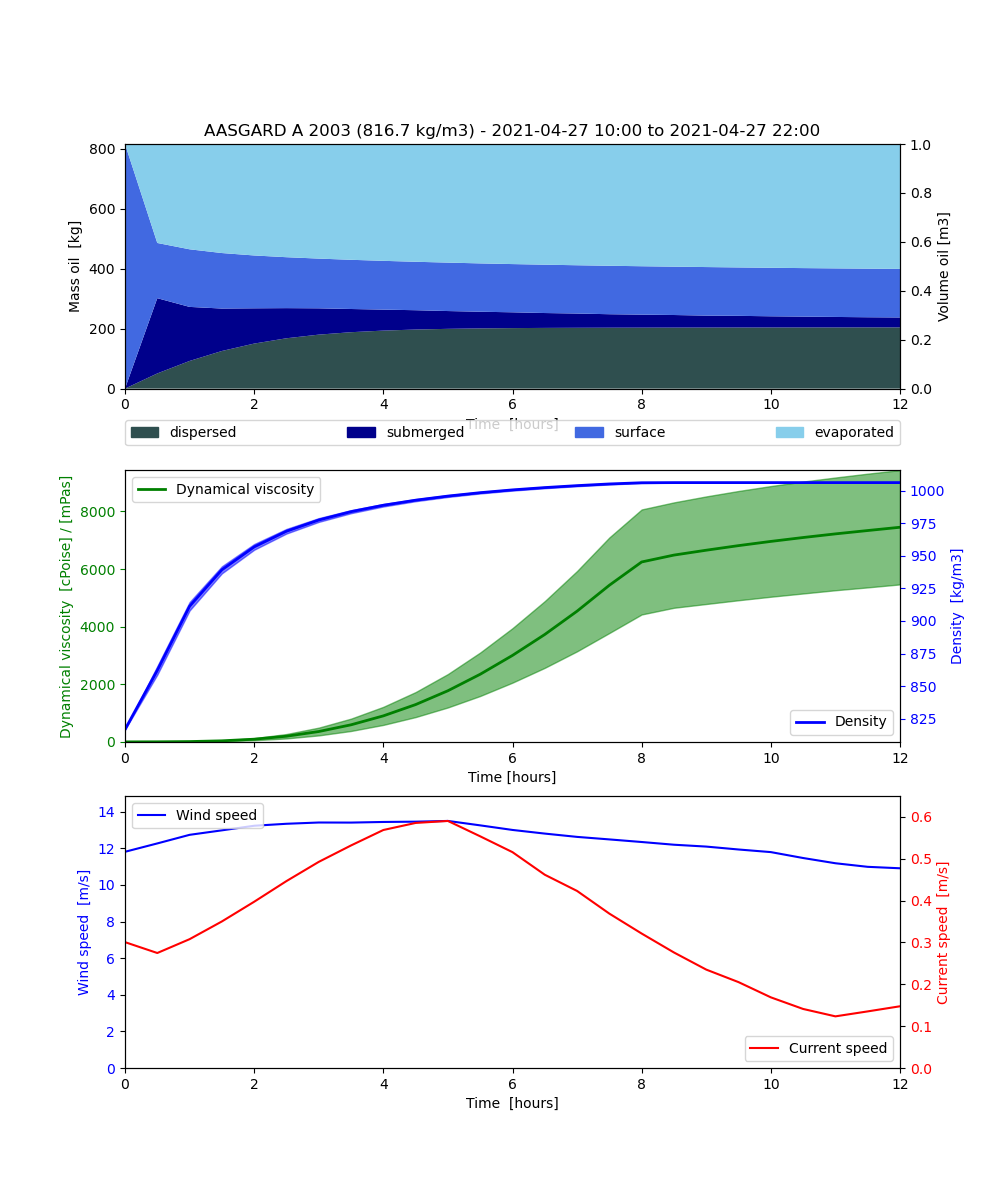 AASGARD A 2003 (816.7 kg/m3) - 2021-04-27 10:00 to 2021-04-27 22:00
Mass oil  [kg]
800
600
400
200
0
1.0
0.8
0.6
0.4
0.2
0.0
Volume oil [m3]
0 2 4 6 8 10 12
Time  [hours]
dispersed submerged surface evaporated
Dynamical viscosity  [cPoise] / [mPas]
8000
6000
4000
2000
0
Dynamical viscosity
1000
975
950
925
900
875
850
825
Density  [kg/m3]
Density
0 2 4 6 8 10 12
Time [hours]
Wind speed  [m/s]
14
12
10
8
6
4
2
0
Wind speed
0.6
0.5
0.4
0.3
0.2
0.1
0.0
Current speed  [m/s]
Current speed
0 2 4 6 8 10 12
Time  [hours]